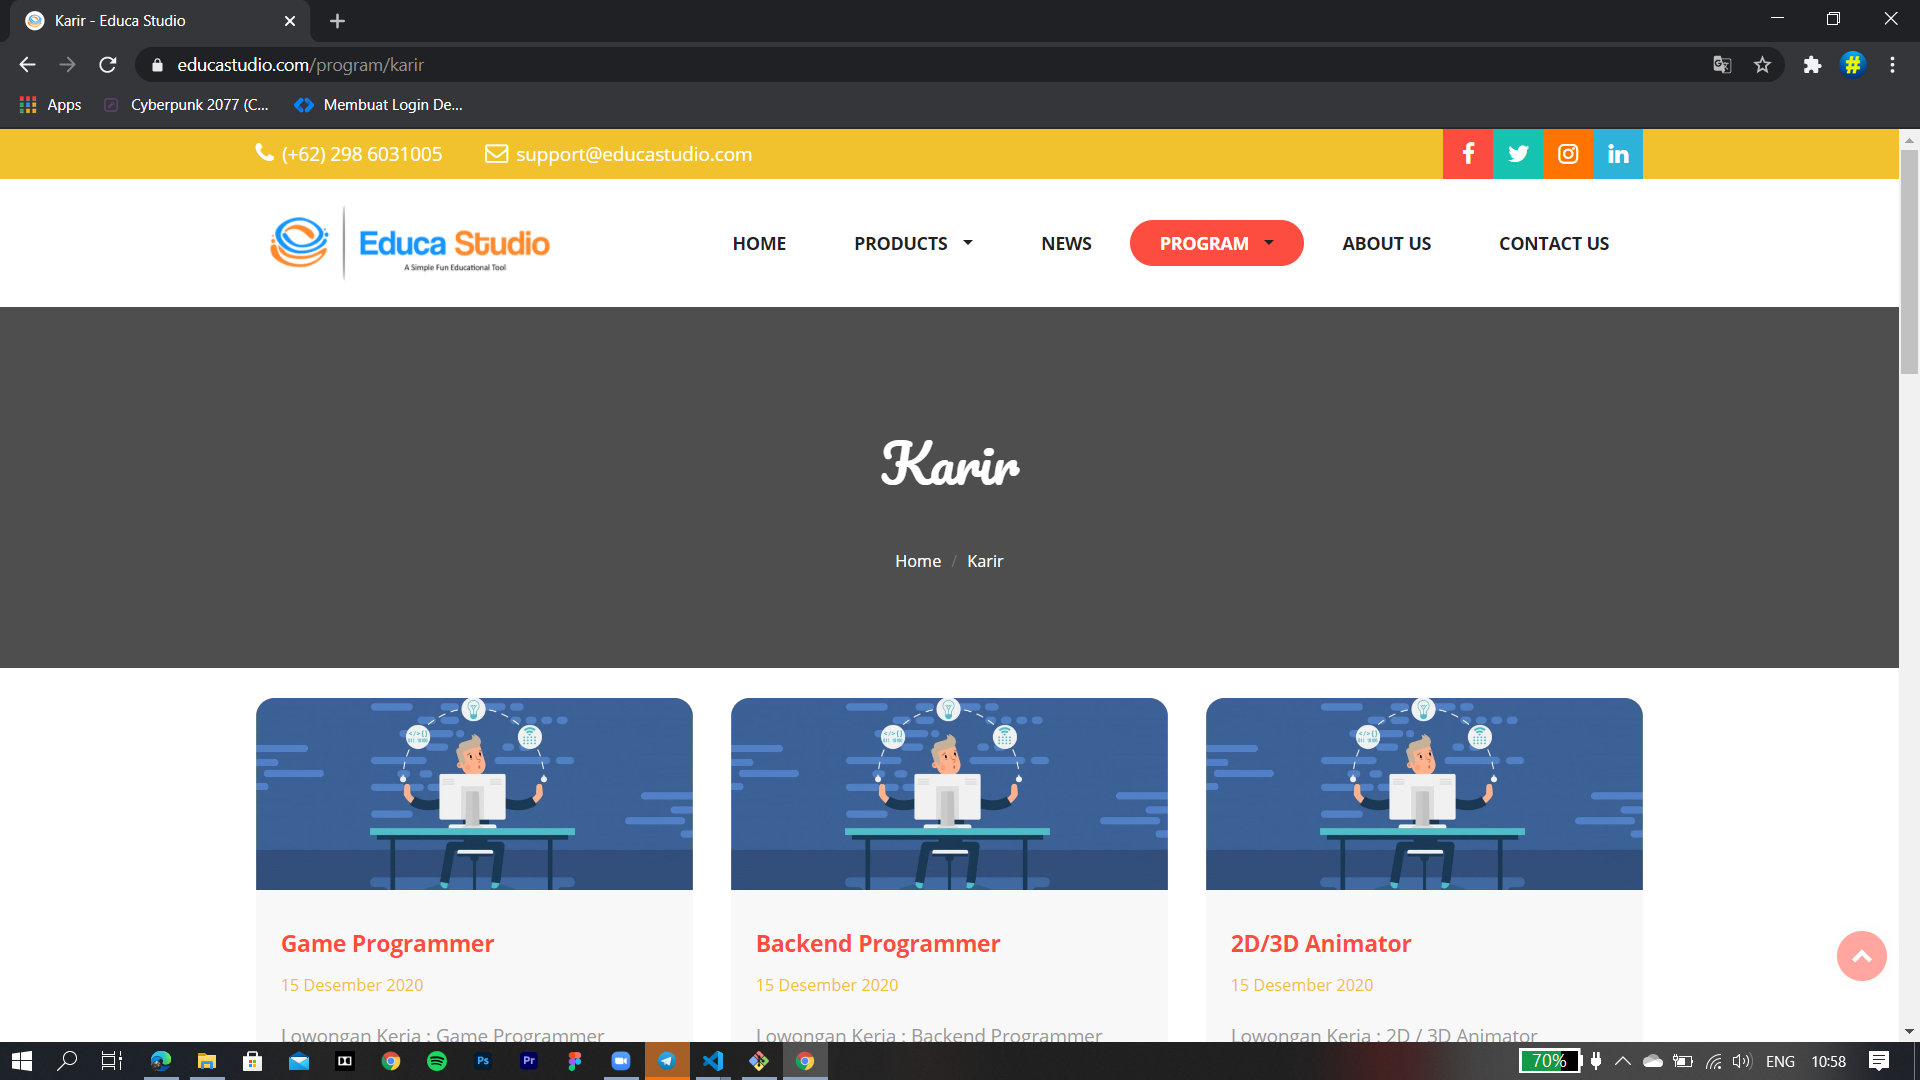 Karir - Educa Studio
educastudio.com/program/karir
Apps
Cyberpunk 2077 (C...
Membuat Login De...
(+62) 298 6031005
support@educastudio.com
Educa Studio
A Simple Fun Educational Tool
HOME
PRODUCTS
NEWS
PROGRAM
ABOUT US
CONTACT US
Karir
Home / Karir
Game Programmer
15 Desember 2020
Lowongan Kerja : Game Programmer
Backend Programmer
15 Desember 2020
Lowongan Kerja : Backend Programmer
2D/3D Animator
15 Desember 2020
Lowongan Kerja : 2D / 3D Animator
Ps
Pr
70%
ENG
10:58